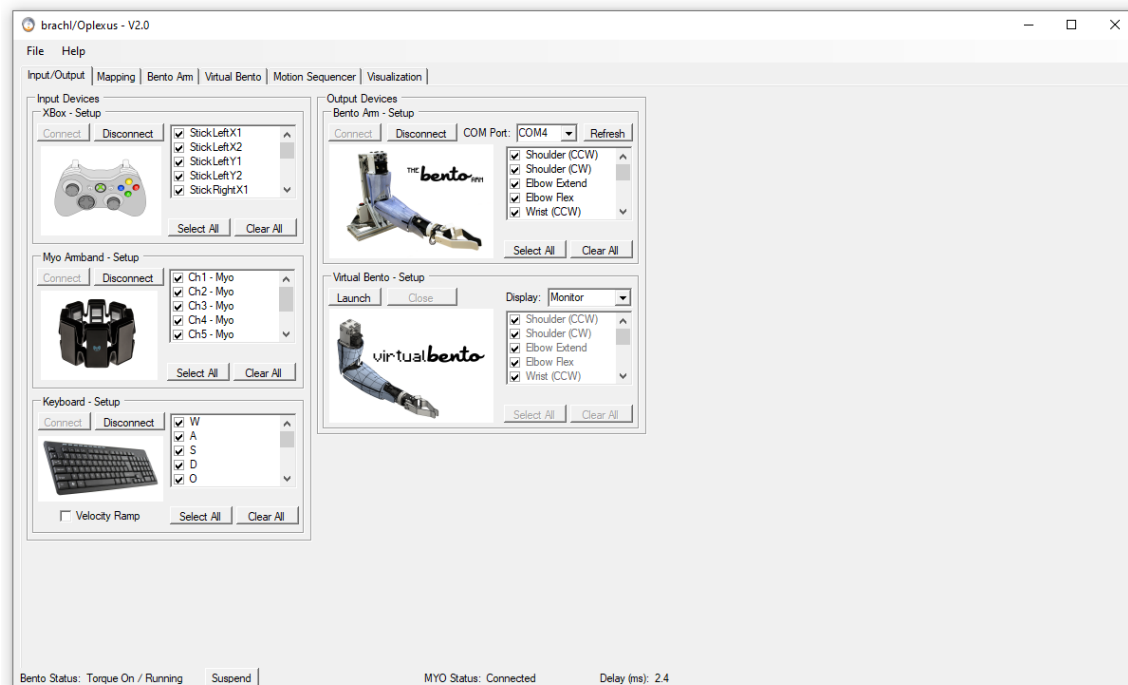 brachI/Oplexus - V2.0
File Help
Input/Output Mapping Bento Arm Virtual Bento Motion Sequencer Visualization
Input Devices
XBox - Setup
Connect Disconnect
StickLeftX1
StickLeftX2
StickLeftY1
StickLeftY2
StickRightX1
Select All Clear All
Myo Armband - Setup
Connect Disconnect
Ch1 - Myo
Ch2 - Myo
Ch3 - Myo
Ch4 - Myo
Ch5 - Myo
Select All Clear All
Keyboard - Setup
Connect Disconnect
W
A
S
D
O
Velocity Ramp Select All Clear All
Output Devices
Bento Arm - Setup
Connect Disconnect COM Port: COM4 Refresh
THE bento ARM
Shoulder (CCW)
Shoulder (CW)
Elbow Extend
Elbow Flex
Wrist (CCW)
Select All Clear All
Virtual Bento - Setup
Launch Close Display: Monitor
virtualbento
Shoulder (CCW)
Shoulder (CW)
Elbow Extend
Elbow Flex
Wrist (CCW)
Select All Clear All
Bento Status: Torque On / Running Suspend MYO Status: Connected Delay (ms): 2.4